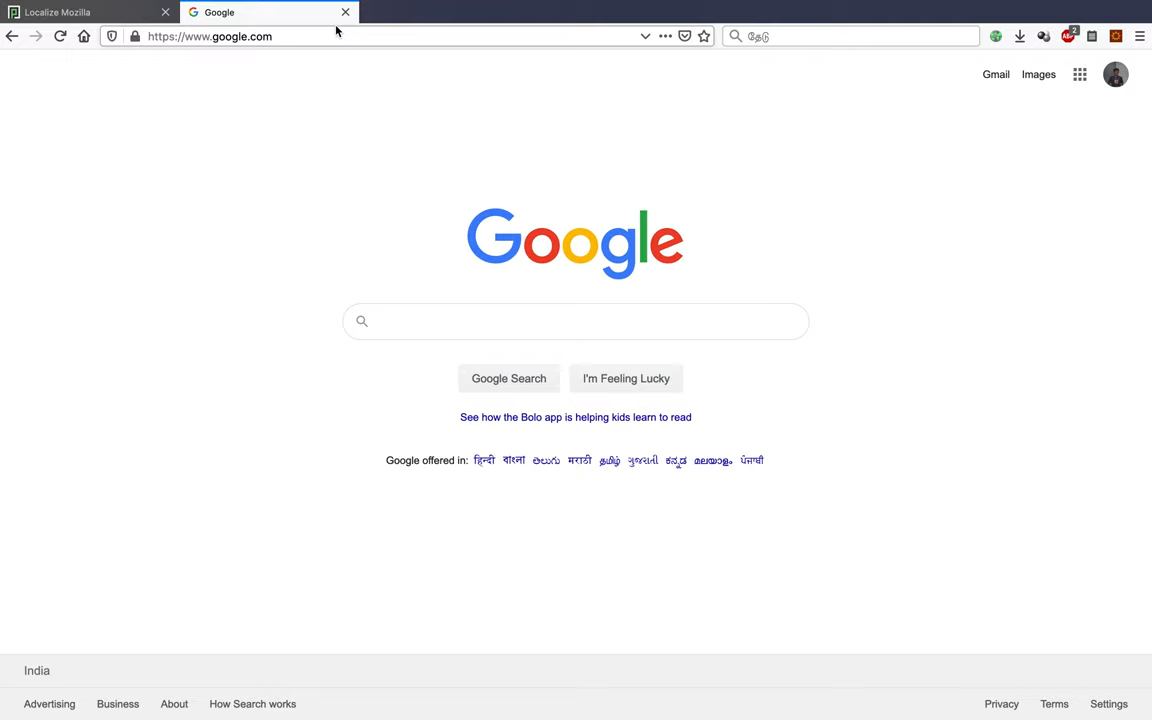 Localize Mozilla
Google
https://www.google.com
தேடு
ABP 2
Gmail Images
Google
Google Search I'm Feeling Lucky
See how the Bolo app is helping kids learn to read
Google offered in: हिन्दी বাংলা తెలుగు मराठी தமிழ் ગુજરાતી ಕನ್ನಡ മലയാളം ਪੰਜਾਬੀ
India
Advertising Business About How Search works Privacy Terms Settings